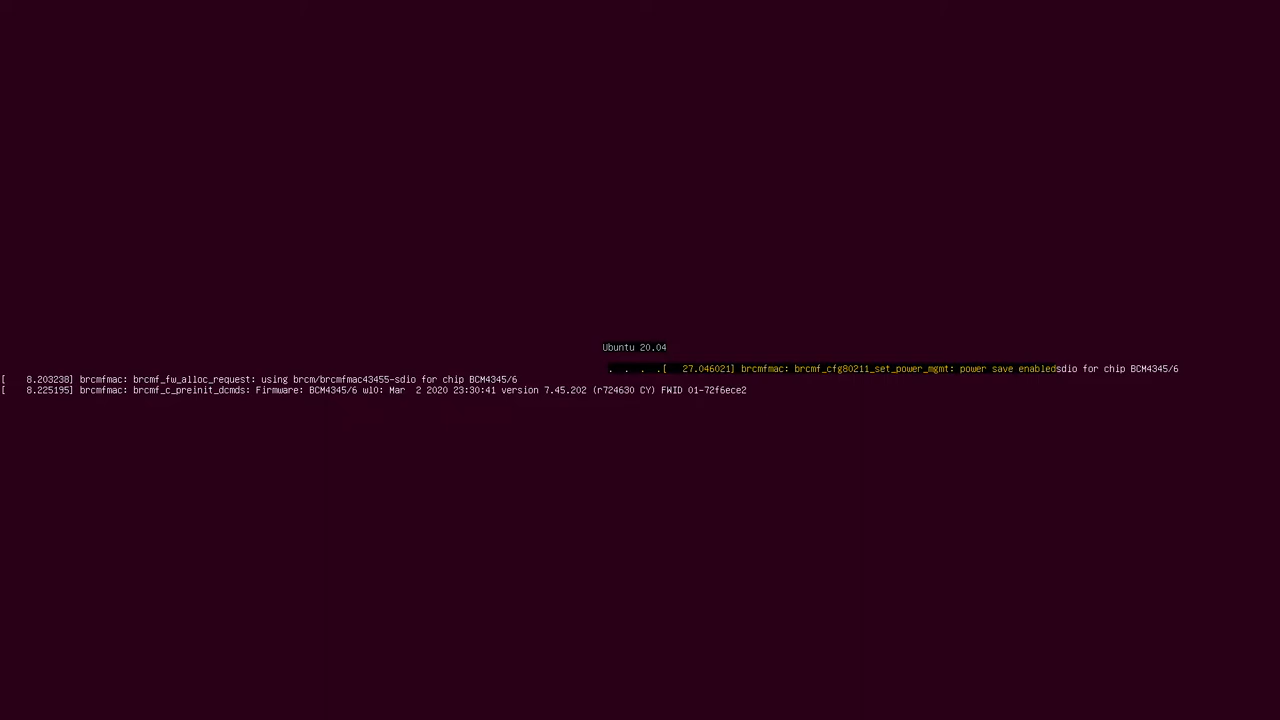 Ubuntu 20.04
. . . .[   27.046021] brcmfmac: brcmf_cfg80211_set_power_mgmt: power save enabledsdio for chip BCM4345/6
[    8.203238] brcmfmac: brcmf_fw_alloc_request: using brcm/brcmfmac43455-sdio for chip BCM4345/6
[    8.225195] brcmfmac: brcmf_c_preinit_dcmds: Firmware: BCM4345/6 wl0: Mar  2 2020 23:30:41 version 7.45.202 (r724630 CY) FWID 01-72f6ece2